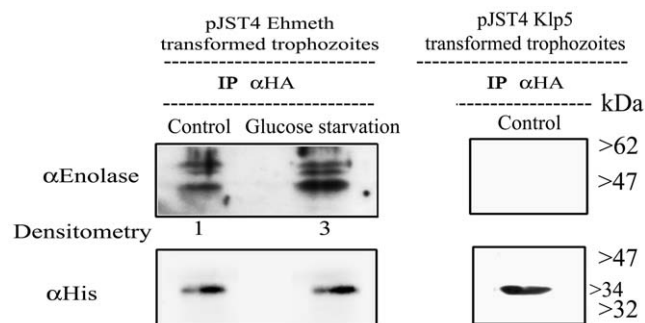 pJST4 Ehmeth
transformed trophozoites
IP αHA
Control Glucose starvation
αEnolase
Densitometry 1 3
αHis
pJST4 Klp5
transformed trophozoites
IP αHA
Control
kDa
>62
>47
>47
>34
>32